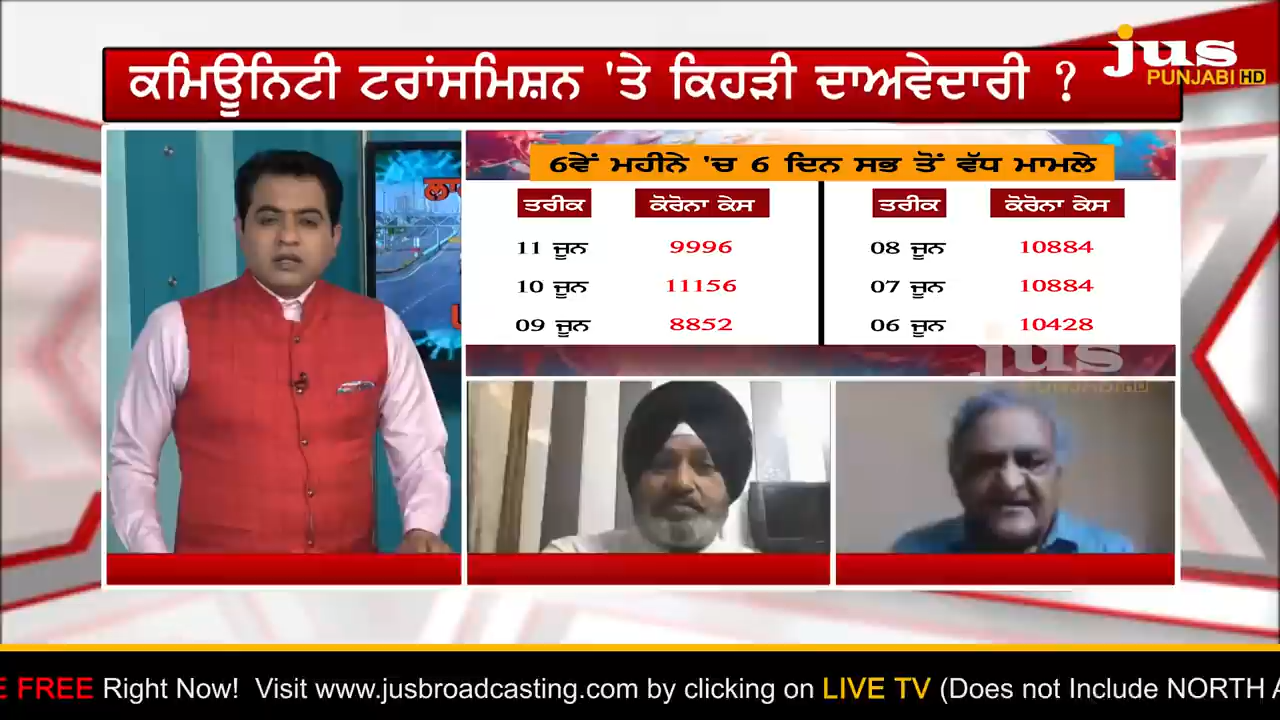 ਕਮਿਊਨਿਟੀ ਟਰਾਂਸਮਿਸ਼ਨ 'ਤੇ ਕਿਹੜੀ ਦਾਅਵੇਦਾਰੀ ?
jus
PUNJABI HD
6ਵੇਂ ਮਹੀਨੇ 'ਚ 6 ਦਿਨ ਸਭ ਤੋਂ ਵੱਧ ਮਾਮਲੇ
ਤਰੀਕ ਕੋਰੋਨਾ ਕੇਸ ਤਰੀਕ ਕੋਰੋਨਾ ਕੇਸ
11 ਜੂਨ 9996 08 ਜੂਨ 10884
10 ਜੂਨ 11156 07 ਜੂਨ 10884
09 ਜੂਨ 8852 06 ਜੂਨ 10428
jus
PUNJABI HD
E FREE Right Now! Visit www.jusbroadcasting.com by clicking on LIVE TV (Does not Include NORTH A